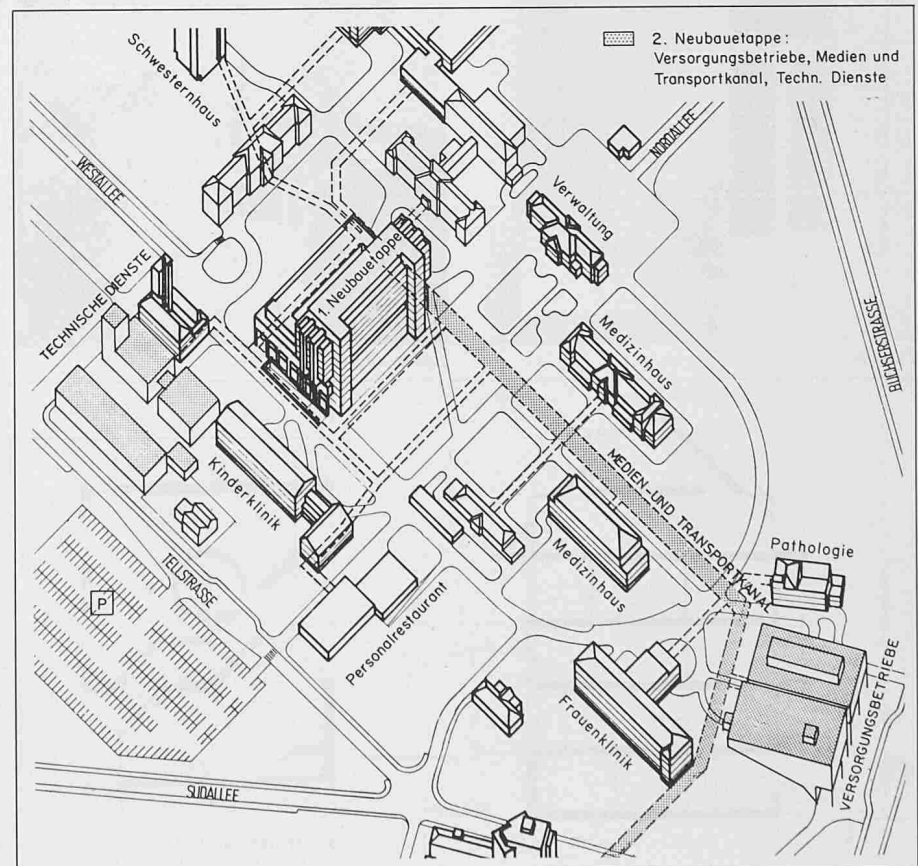 2. Neubauetappe:
Versorgungsbetriebe, Medien und
Transportkanal, Techn. Dienste
Schwesternhaus
NORDALLEE
WESTALLEE
Verwaltung
1. Neubauetappe
TECHNISCHE DIENSTE
BUCHSERSTRASSE
Medizinhaus
Kinderklinik
MEDIEN-UND TRANSPORTKANAL
Medizinhaus
Pathologie
TELLSTRASSE
P
Personalrestaurant
Frauenklinik
VERSORGUNGSBETRIEBE
SÜDALLEE